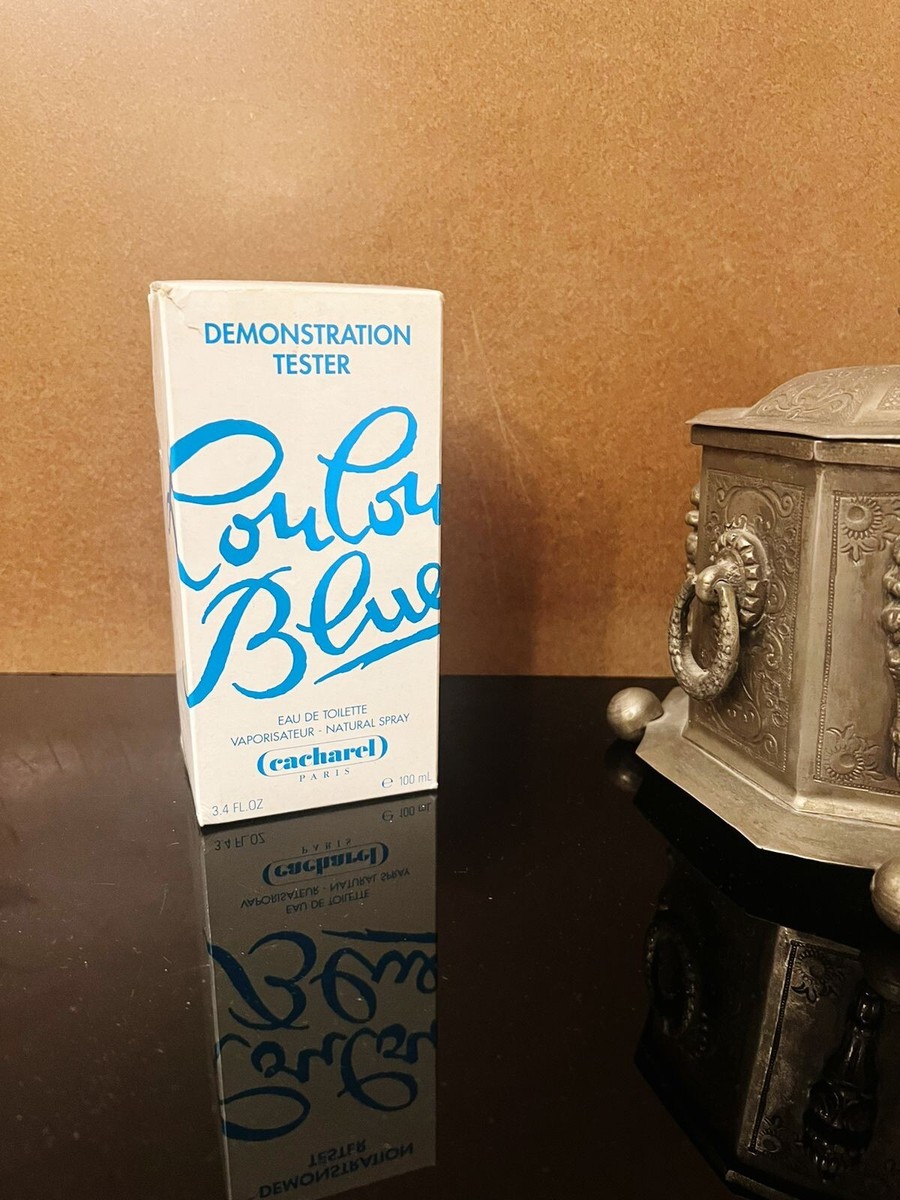 DEMONSTRATION
TESTER
Loulou
Blue
EAU DE TOILETTE
VAPORISATEUR - NATURAL SPRAY
cacharel
PARIS
3.4 FL.OZ
℮ 100 mL